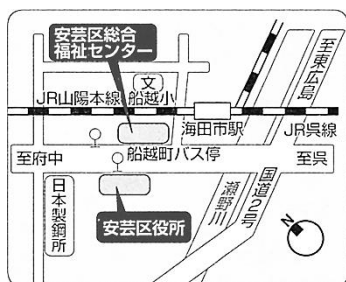 安芸区総合
福祉センター
文
JR山陽本線
船越小
海田市駅
JR呉線
至東広島
船越町バス停
至府中
至呉
日本製鋼所
安芸区役所
瀬野川
国道2号
N